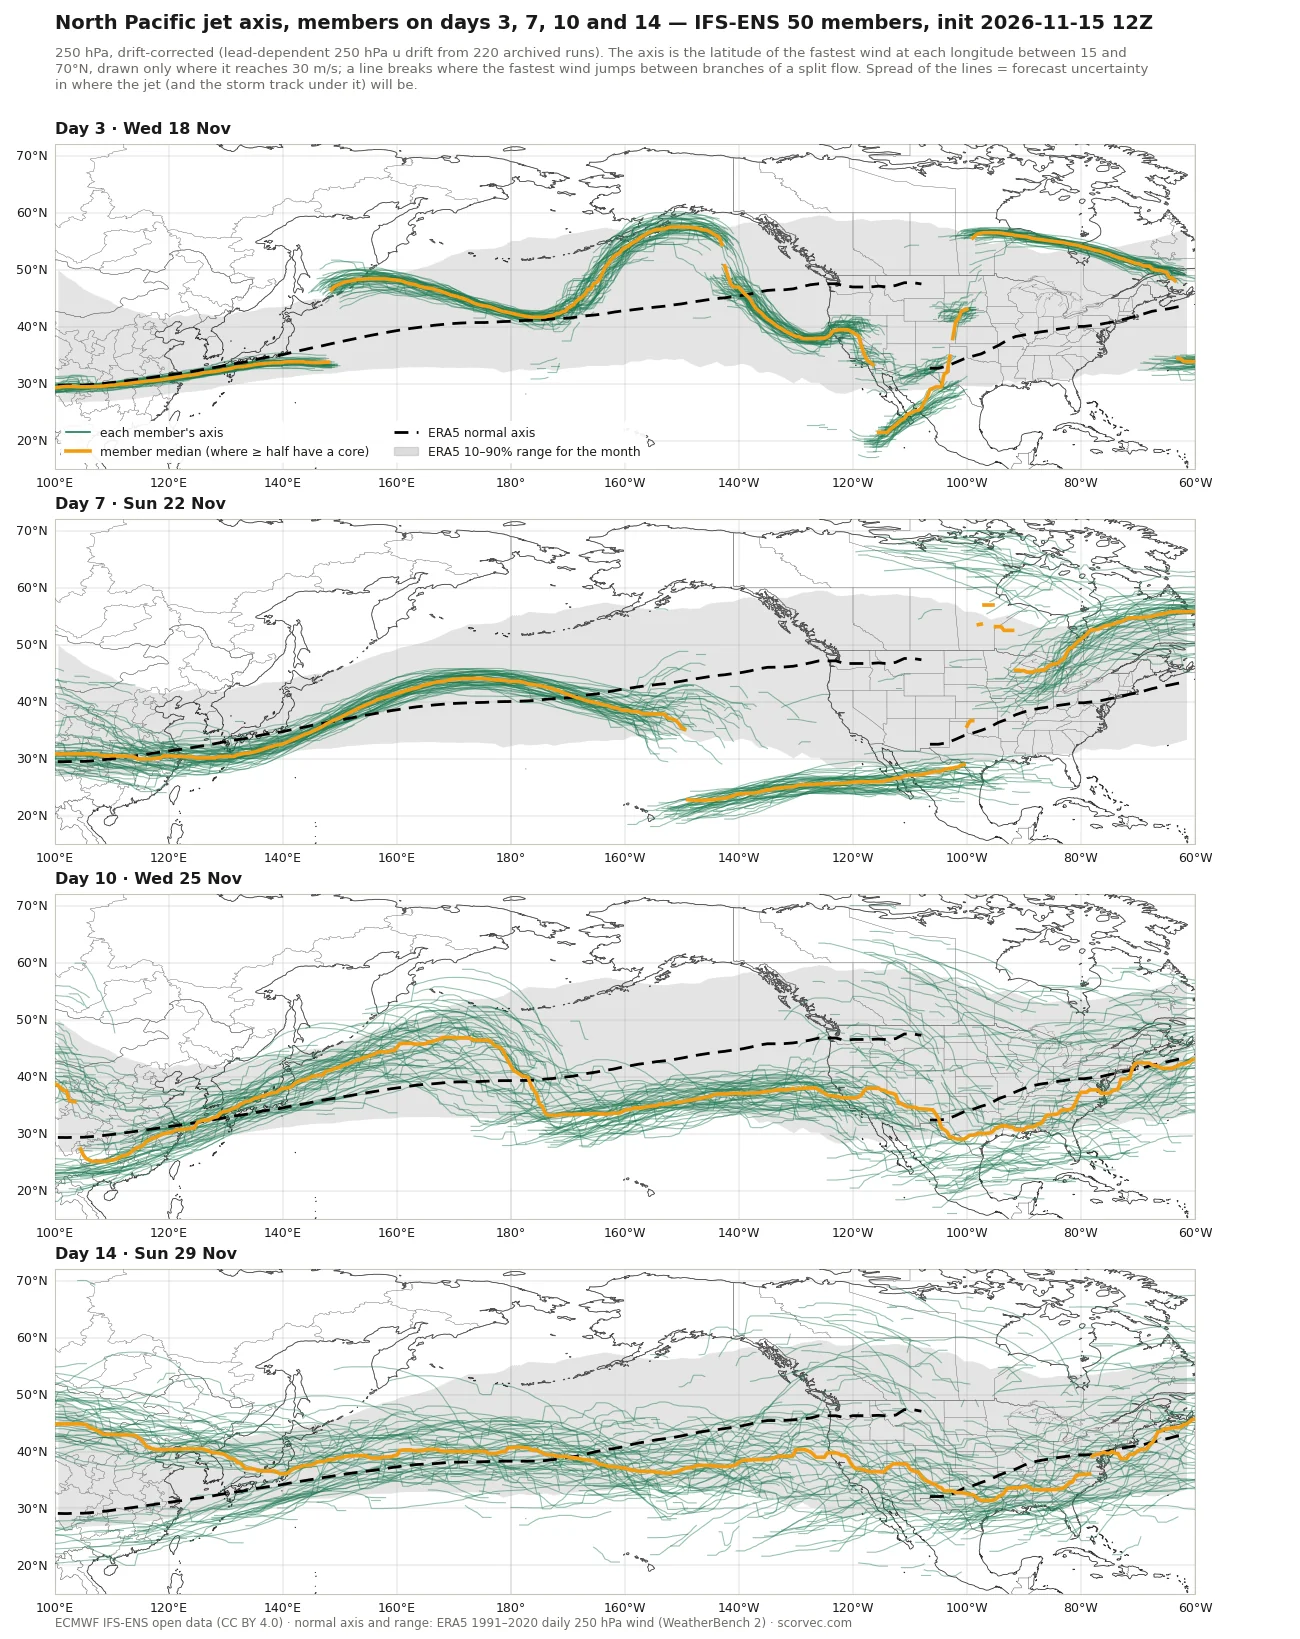 North Pacific jet axis, members on days 3, 7, 10 and 14 — IFS-ENS 50 members, init 2026-11-15 12Z
250 hPa, drift-corrected (lead-dependent 250 hPa u drift from 220 archived runs). The axis is the latitude of the fastest wind at each longitude between 15 and
70°N, drawn only where it reaches 30 m/s; a line breaks where the fastest wind jumps between branches of a split flow. Spread of the lines = forecast uncertainty
in where the jet (and the storm track under it) will be.
Day 3 · Wed 18 Nov
70°N
60°N
50°N
40°N
30°N
20°N
each member's axis
member median (where ≥ half have a core)
ERA5 normal axis
ERA5 10–90% range for the month
100°E 120°E 140°E 160°E 180° 160°W 140°W 120°W 100°W 80°W 60°W
Day 7 · Sun 22 Nov
70°N
60°N
50°N
40°N
30°N
20°N
100°E 120°E 140°E 160°E 180° 160°W 140°W 120°W 100°W 80°W 60°W
Day 10 · Wed 25 Nov
70°N
60°N
50°N
40°N
30°N
20°N
100°E 120°E 140°E 160°E 180° 160°W 140°W 120°W 100°W 80°W 60°W
Day 14 · Sun 29 Nov
70°N
60°N
50°N
40°N
30°N
20°N
100°E 120°E 140°E 160°E 180° 160°W 140°W 120°W 100°W 80°W 60°W
ECMWF IFS-ENS open data (CC BY 4.0) · normal axis and range: ERA5 1991–2020 daily 250 hPa wind (WeatherBench 2) · scorvec.com